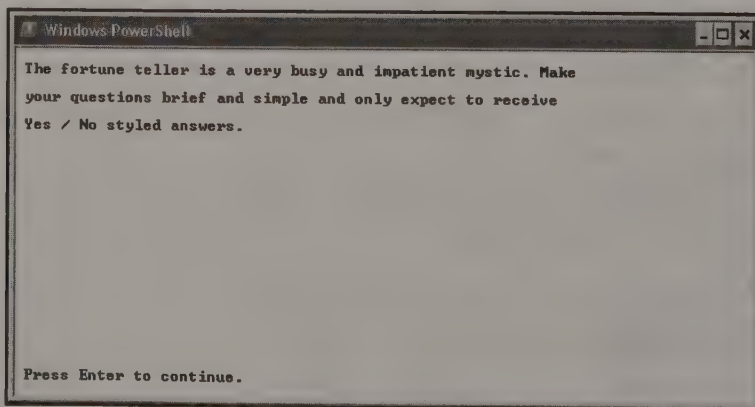 Windows PowerShell
The fortune teller is a very busy and impatient mystic. Make
your questions brief and simple and only expect to receive
Yes / No styled answers.
Press Enter to continue.